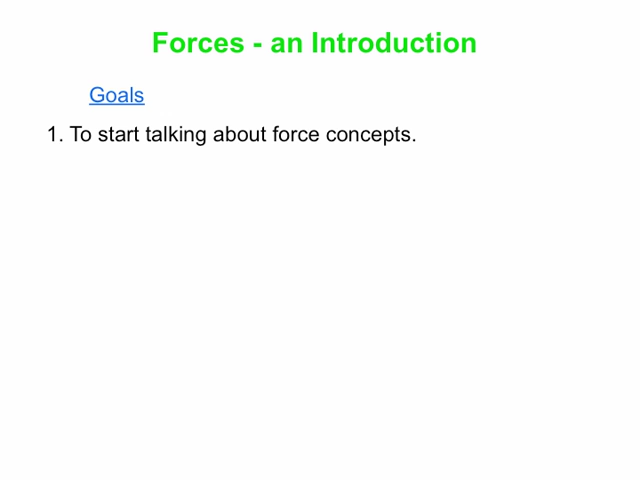 Forces - an Introduction
Goals
1. To start talking about force concepts.